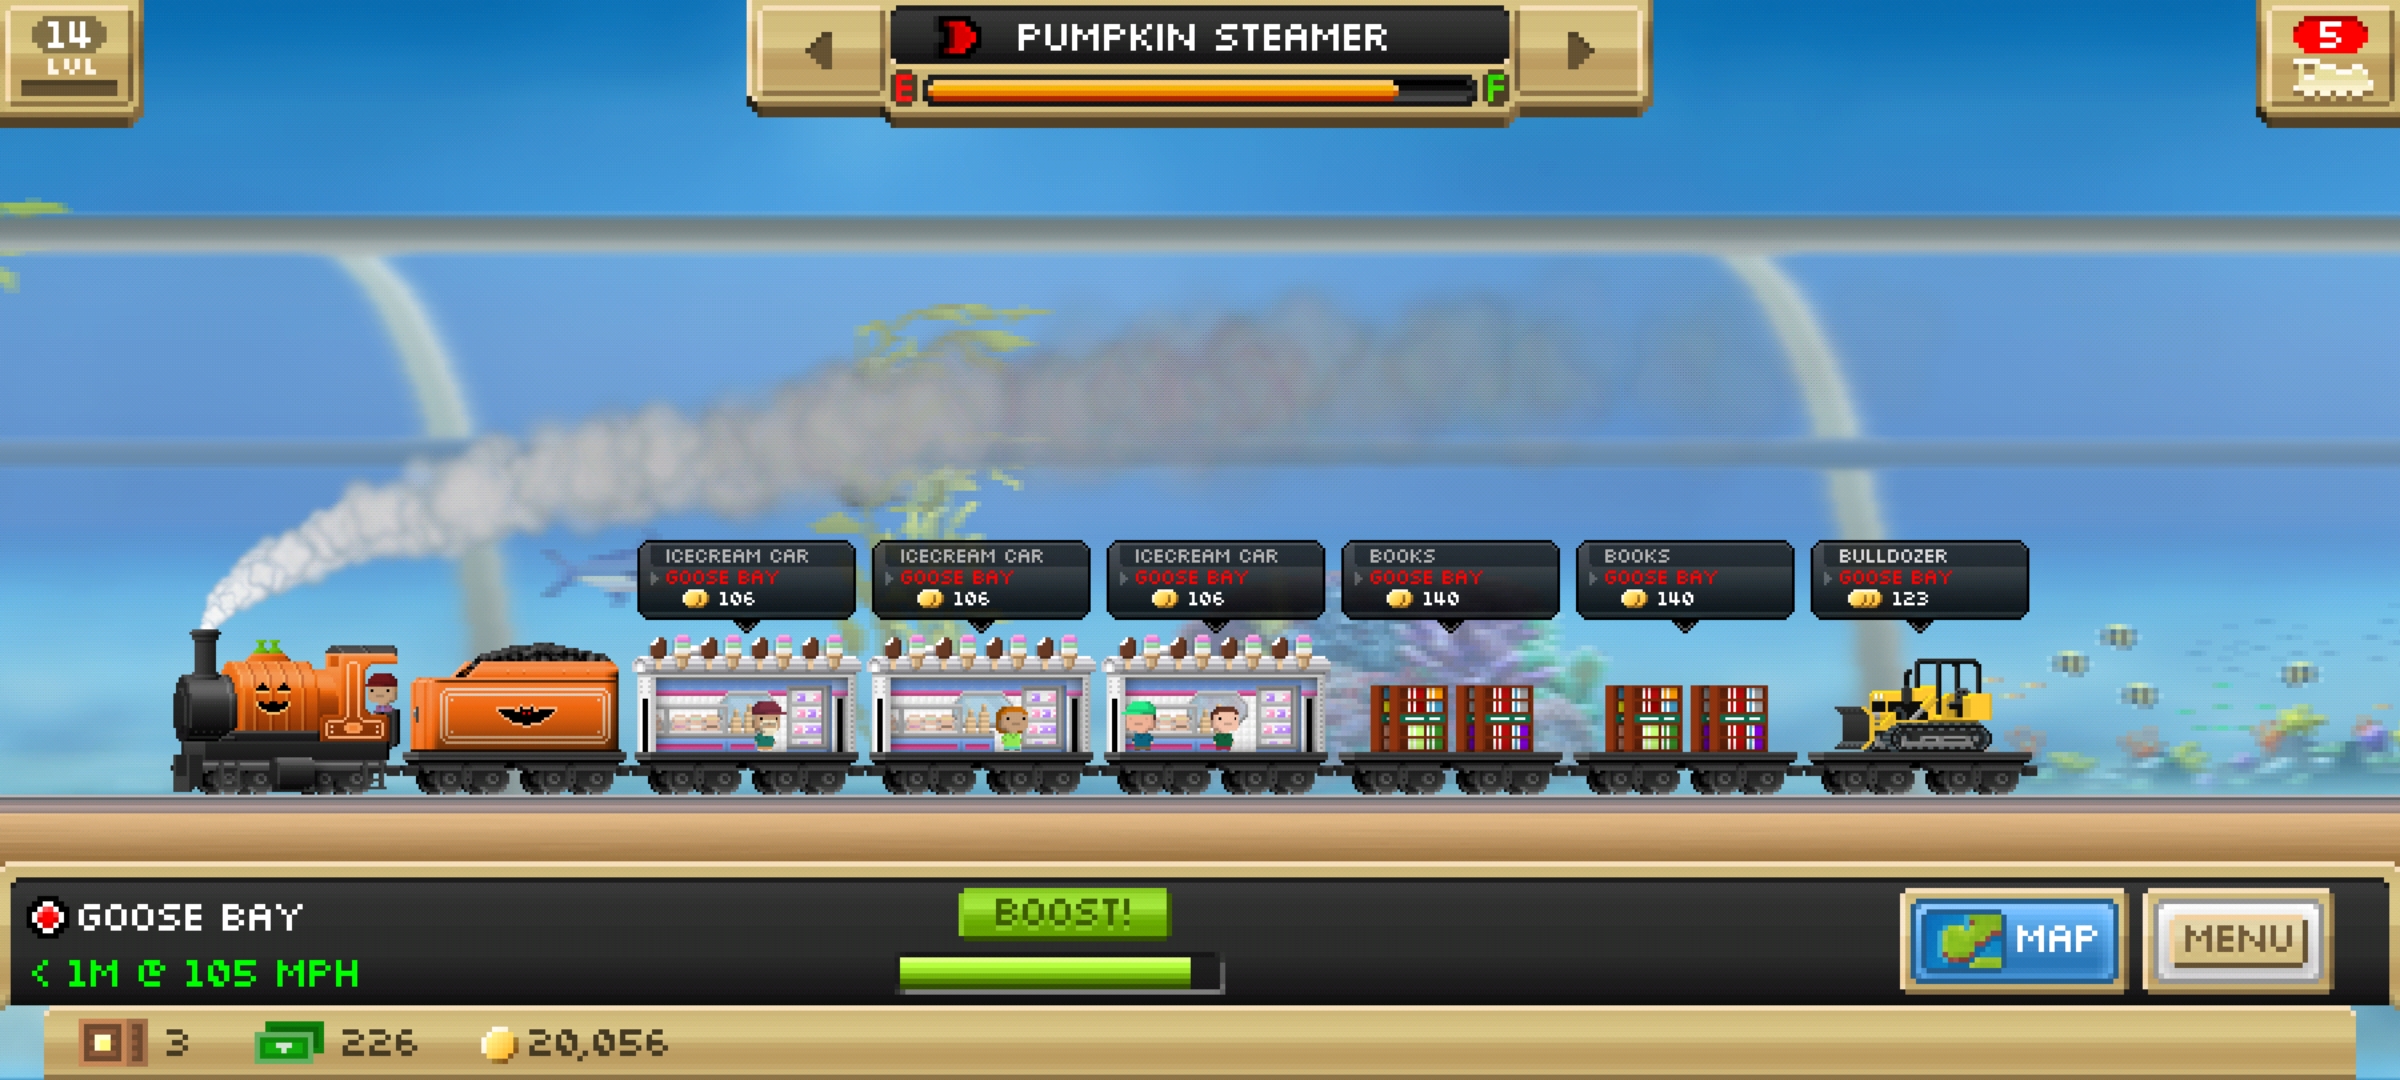 14
LVL
PUMPKIN STEAMER
E
F
5
ICECREAM CAR
GOOSE BAY
106
ICECREAM CAR
GOOSE BAY
106
ICECREAM CAR
GOOSE BAY
106
BOOKS
GOOSE BAY
140
BOOKS
GOOSE BAY
140
BULLDOZER
GOOSE BAY
123
GOOSE BAY
< 1M @ 105 MPH
BOOST!
MAP
MENU
3
226
20,056